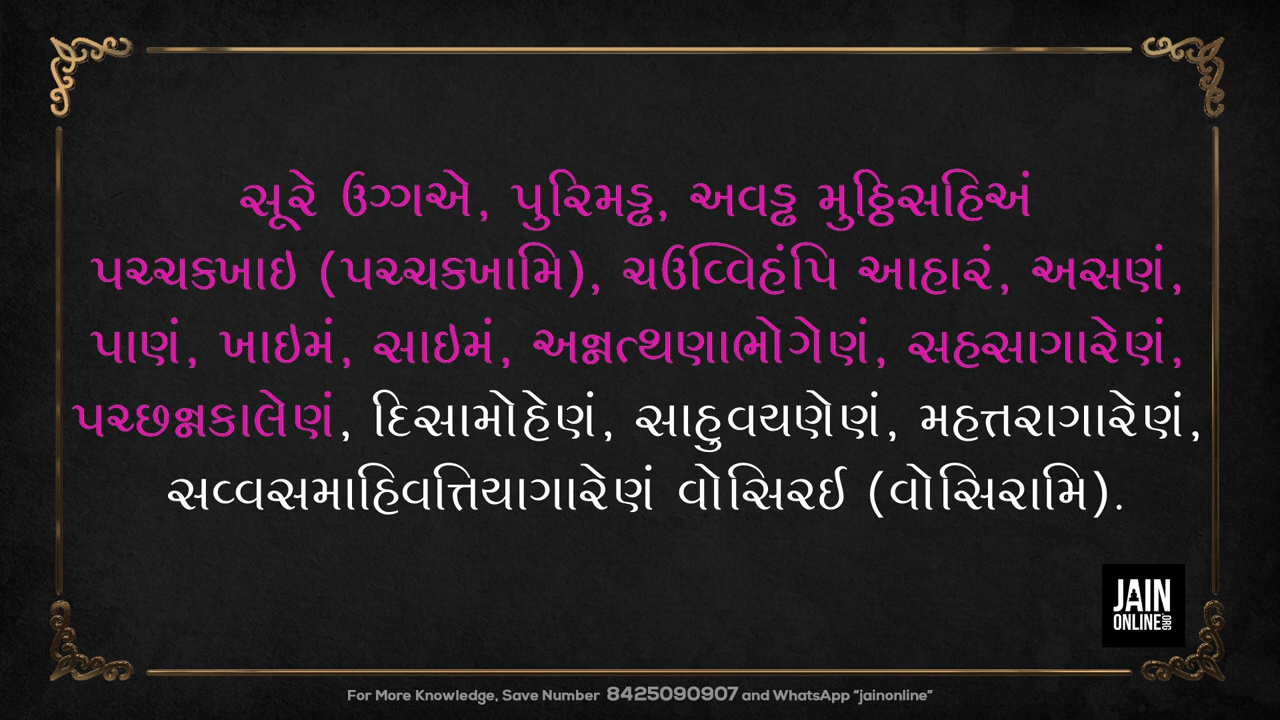 સૂરે ઉગ્ગએ, પુરિમડ્ઢ, અવડ્ઢ મુટ્ઠિસહિઅં
પચ્ચક્ખાઇ (પચ્ચક્ખામિ), ચઉવ્વિહંપિ આહારં, અસણં,
પાણં, ખાઇમં, સાઇમં, અન્નત્થણાભોગેણં, સહસાગારેણં,
પચ્છન્નકાલેણં, દિસામોહેણં, સાહુવયણેણં, મહત્તરાગારેણં,
સવ્વસમાહિવત્તિયાગારેણં વોસિરઈ (વોસિરામિ).
JAIN
ONLINE.ORG
For More Knowledge, Save Number 8425090907 and WhatsApp "jainonline"